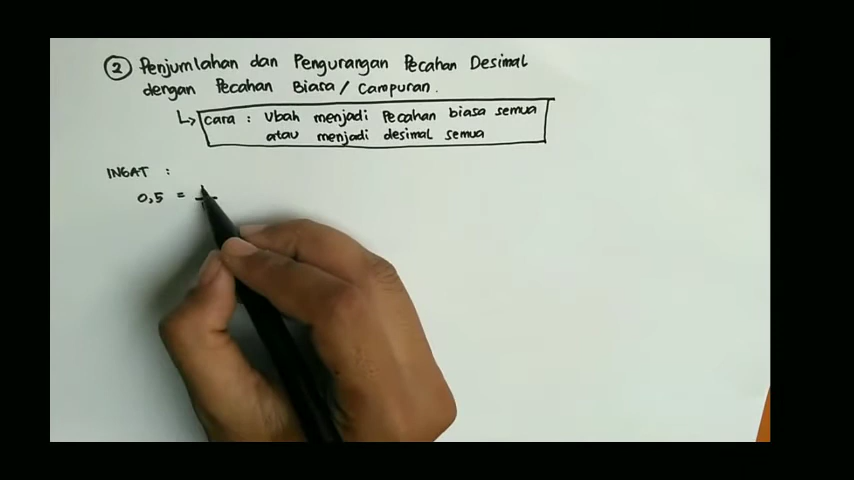 2 Penjumlahan dan Pengurangan Pecahan Desimal
dengan Pecahan Biasa / Campuran.
↳ Cara : Ubah menjadi Pecahan biasa semua
atau menjadi desimal semua
INGAT :
0,5 =